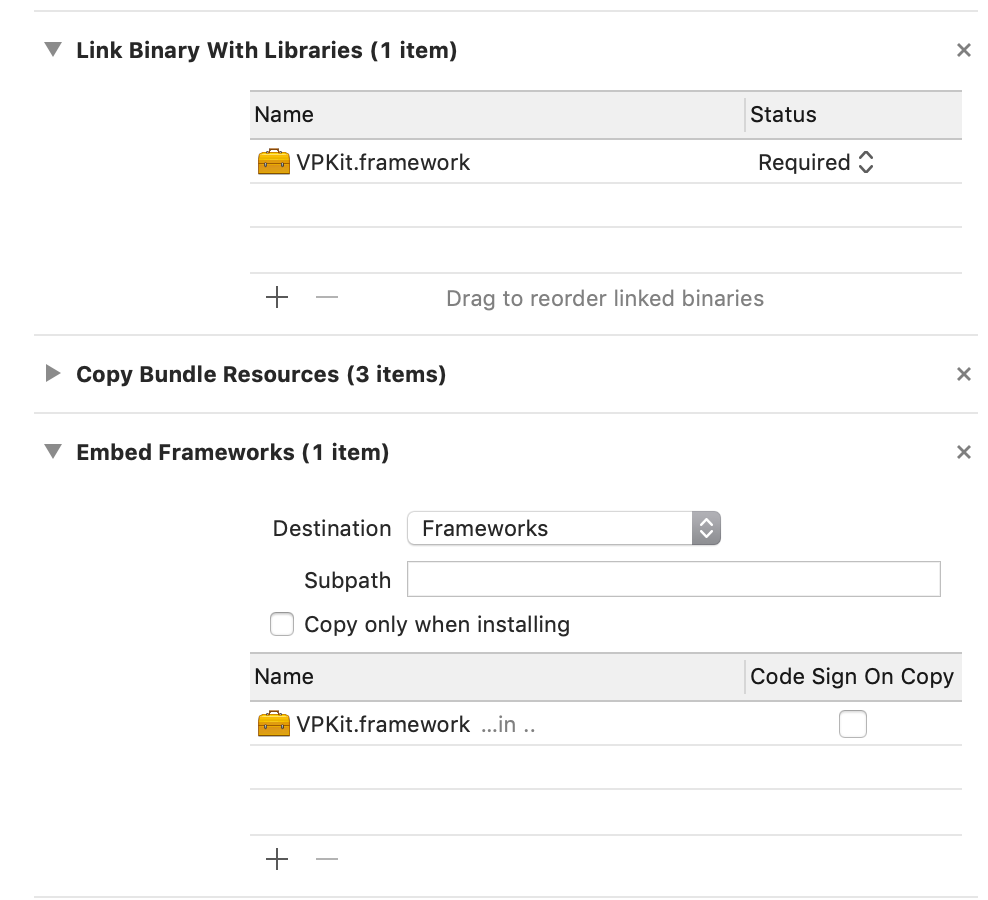 Link Binary With Libraries (1 item)
Name Status
VPKit.framework Required
Drag to reorder linked binaries
Copy Bundle Resources (3 items)
Embed Frameworks (1 item)
Destination Frameworks
Subpath
Copy only when installing
Name Code Sign On Copy
VPKit.framework ...in ..